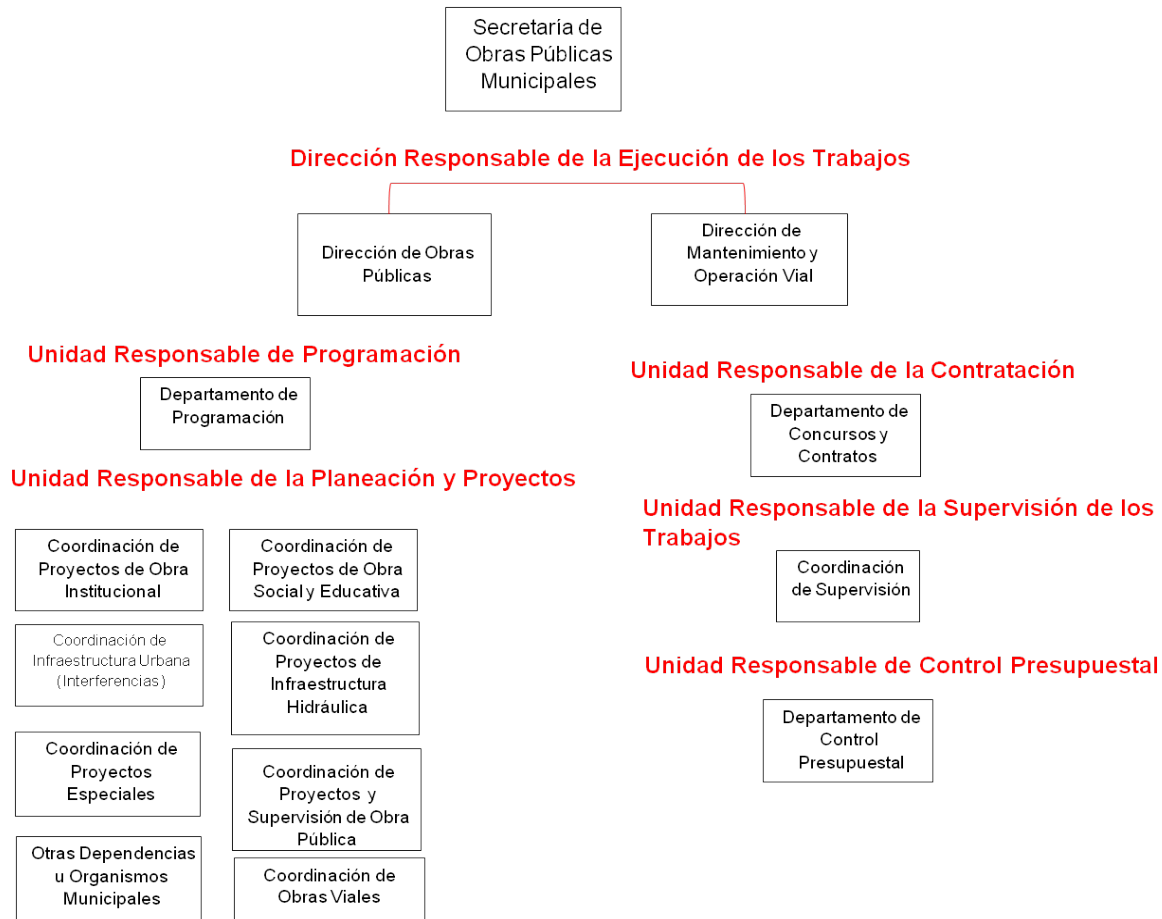 Secretaria de
Obras Públicas
Municipales
Dirección Responsable de la Ejecución de los Trabajos
Dirección de Obras
Públicas
Dirección de
Mantenimiento y
Operación Vial
Unidad Responsable de Programación
Departamento de
Programación
Unidad Responsable de la Planeación y Proyectos
Coordinación de
Proyectos de Obra
Institucional
Coordinación de
Proyectos de Obra
Social y Educativa
Coordinación de
Infraestructura Urbana
(Interferencias)
Coordinación de
Proyectos de
Infraestructura
Hidráulica
Coordinación de
Proyectos
Especiales
Coordinación de
Proyectos y
Supervisión de Obra
Pública
Otras Dependencias
u Organismos
Municipales
Coordinación de
Obras Viales
Unidad Responsable de la Contratación
Departamento de
Concursos y
Contratos
Unidad Responsable de la Supervisión de los
Trabajos
Coordinación
de Supervisión
Unidad Responsable de Control Presupuestal
Departamento de
Control
Presupuestal